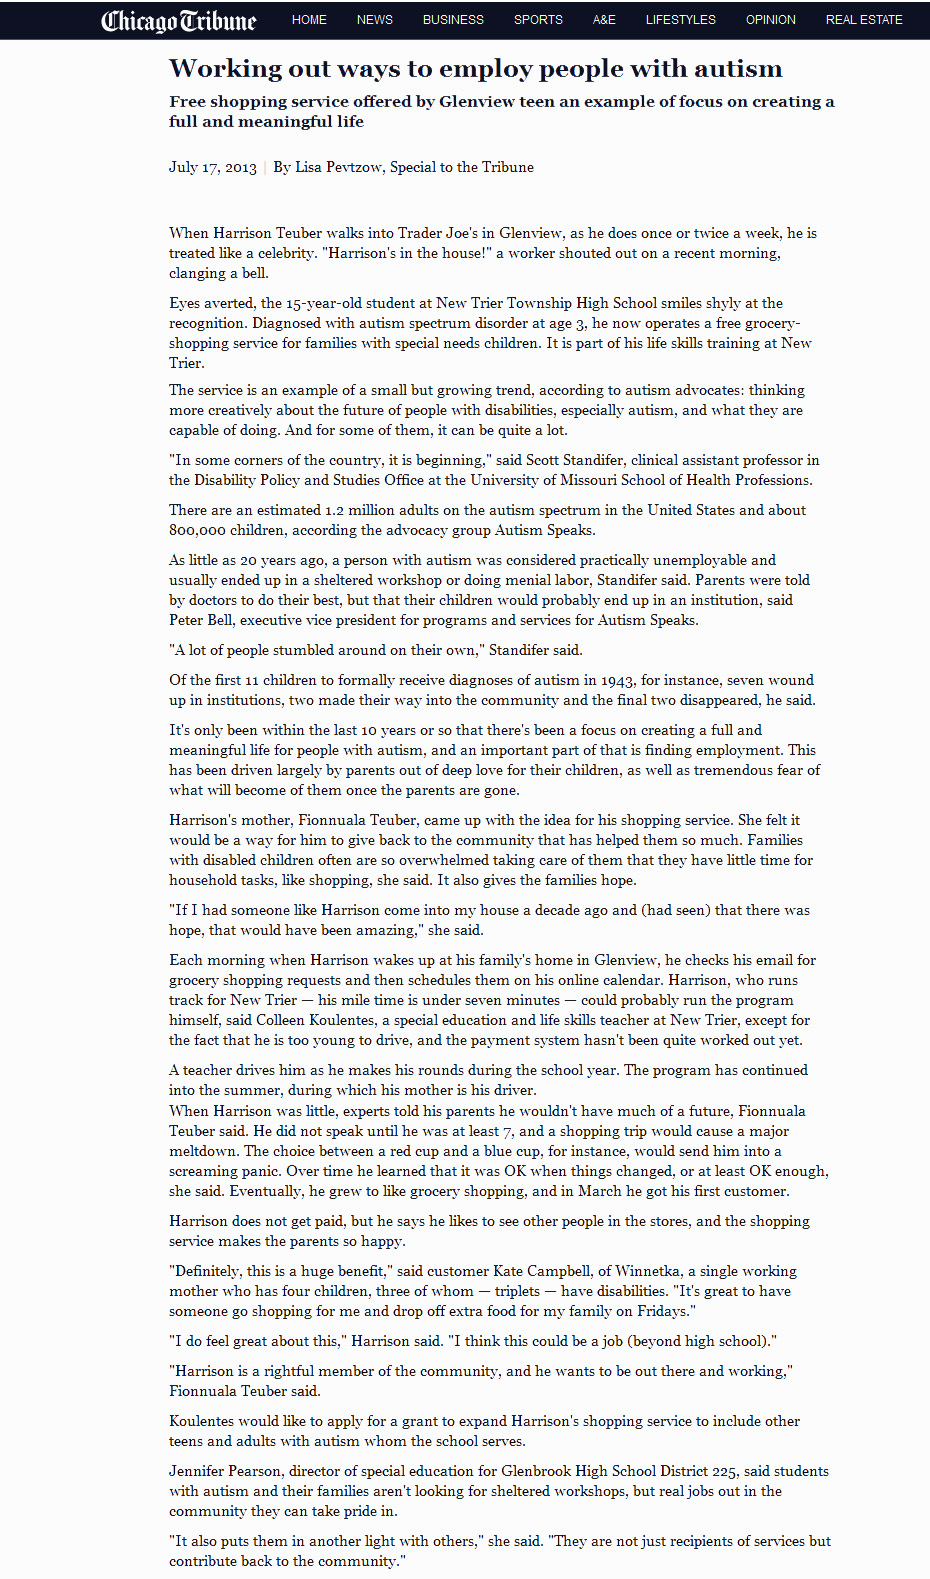 Chicago Tribune HOME NEWS BUSINESS SPORTS A&E LIFESTYLES OPINION REAL ESTATE
Working out ways to employ people with autism
Free shopping service offered by Glenview teen an example of focus on creating a
full and meaningful life
July 17, 2013 | By Lisa Pevtzow, Special to the Tribune
When Harrison Teuber walks into Trader Joe's in Glenview, as he does once or twice a week, he is
treated like a celebrity. "Harrison's in the house!" a worker shouted out on a recent morning,
clanging a bell.
Eyes averted, the 15-year-old student at New Trier Township High School smiles shyly at the
recognition. Diagnosed with autism spectrum disorder at age 3, he now operates a free grocery-
shopping service for families with special needs children. It is part of his life skills training at New
Trier.
The service is an example of a small but growing trend, according to autism advocates: thinking
more creatively about the future of people with disabilities, especially autism, and what they are
capable of doing. And for some of them, it can be quite a lot.
"In some corners of the country, it is beginning," said Scott Standifer, clinical assistant professor in
the Disability Policy and Studies Office at the University of Missouri School of Health Professions.
There are an estimated 1.2 million adults on the autism spectrum in the United States and about
800,000 children, according the advocacy group Autism Speaks.
As little as 20 years ago, a person with autism was considered practically unemployable and
usually ended up in a sheltered workshop or doing menial labor, Standifer said. Parents were told
by doctors to do their best, but that their children would probably end up in an institution, said
Peter Bell, executive vice president for programs and services for Autism Speaks.
"A lot of people stumbled around on their own," Standifer said.
Of the first 11 children to formally receive diagnoses of autism in 1943, for instance, seven wound
up in institutions, two made their way into the community and the final two disappeared, he said.
It's only been within the last 10 years or so that there's been a focus on creating a full and
meaningful life for people with autism, and an important part of that is finding employment. This
has been driven largely by parents out of deep love for their children, as well as tremendous fear of
what will become of them once the parents are gone.
Harrison's mother, Fionnuala Teuber, came up with the idea for his shopping service. She felt it
would be a way for him to give back to the community that has helped them so much. Families
with disabled children often are so overwhelmed taking care of them that they have little time for
household tasks, like shopping, she said. It also gives the families hope.
"If I had someone like Harrison come into my house a decade ago and (had seen) that there was
hope, that would have been amazing," she said.
Each morning when Harrison wakes up at his family's home in Glenview, he checks his email for
grocery shopping requests and then schedules them on his online calendar. Harrison, who runs
track for New Trier — his mile time is under seven minutes — could probably run the program
himself, said Colleen Koulentes, a special education and life skills teacher at New Trier, except for
the fact that he is too young to drive, and the payment system hasn't been quite worked out yet.
A teacher drives him as he makes his rounds during the school year. The program has continued
into the summer, during which his mother is his driver.
When Harrison was little, experts told his parents he wouldn't have much of a future, Fionnuala
Teuber said. He did not speak until he was at least 7, and a shopping trip would cause a major
meltdown. The choice between a red cup and a blue cup, for instance, would send him into a
screaming panic. Over time he learned that it was OK when things changed, or at least OK enough,
she said. Eventually, he grew to like grocery shopping, and in March he got his first customer.
Harrison does not get paid, but he says he likes to see other people in the stores, and the shopping
service makes the parents so happy.
"Definitely, this is a huge benefit," said customer Kate Campbell, of Winnetka, a single working
mother who has four children, three of whom — triplets — have disabilities. "It's great to have
someone go shopping for me and drop off extra food for my family on Fridays."
"I do feel great about this," Harrison said. "I think this could be a job (beyond high school)."
"Harrison is a rightful member of the community, and he wants to be out there and working,"
Fionnuala Teuber said.
Koulentes would like to apply for a grant to expand Harrison's shopping service to include other
teens and adults with autism whom the school serves.
Jennifer Pearson, director of special education for Glenbrook High School District 225, said students
with autism and their families aren't looking for sheltered workshops, but real jobs out in the
community they can take pride in.
"It also puts them in another light with others," she said. "They are not just recipients of services but
contribute back to the community."